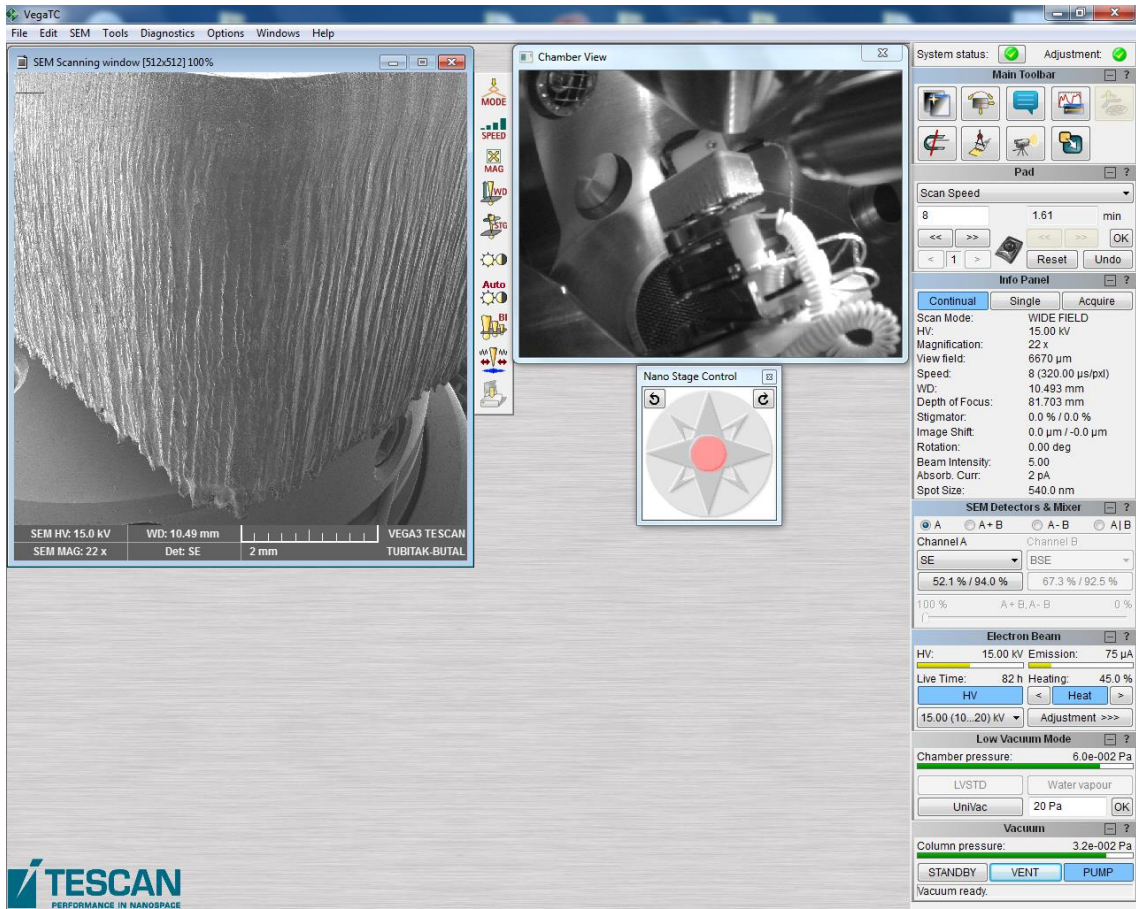 VegaTC
File Edit SEM Tools Diagnostics Options Windows Help
SEM Scanning window [512x512] 100%
SEM HV: 15.0 kV WD: 10.49 mm VEGA3 TESCAN
SEM MAG: 22 x Det: SE 2 mm TUBITAK-BUTAL
MODE
SPEED
MAG
WD
STG
Auto
BI
Chamber View
Nano Stage Control
System status: Adjustment:
Main Toolbar - ?
Pad - ?
Scan Speed
8 1.61 min
<< >> << >> OK
< 1 > Reset Undo
Info Panel - ?
Continual Single Acquire
Scan Mode: WIDE FIELD
HV: 15.00 kV
Magnification: 22 x
View field: 6670 µm
Speed: 8 (320.00 µs/pxl)
WD: 10.493 mm
Depth of Focus: 81.703 mm
Stigmator: 0.0 % / 0.0 %
Image Shift: 0.0 µm / -0.0 µm
Rotation: 0.00 deg
Beam Intensity: 5.00
Absorb. Curr: 2 pA
Spot Size: 540.0 nm
SEM Detectors & Mixer - ?
A A + B A - B A | B
Channel A Channel B
SE BSE
52.1 % / 94.0 % 67.3 % / 92.5 %
100 % A + B, A - B 0 %
Electron Beam - ?
HV: 15.00 kV Emission: 75 µA
Live Time: 82 h Heating: 45.0 %
HV < Heat >
15.00 (10...20) kV Adjustment >>>
Low Vacuum Mode - ?
Chamber pressure: 6.0e-002 Pa
LVSTD Water vapour
UniVac 20 Pa OK
Vacuum - ?
Column pressure: 3.2e-002 Pa
STANDBY VENT PUMP
Vacuum ready.
TESCAN
PERFORMANCE IN NANOSPACE